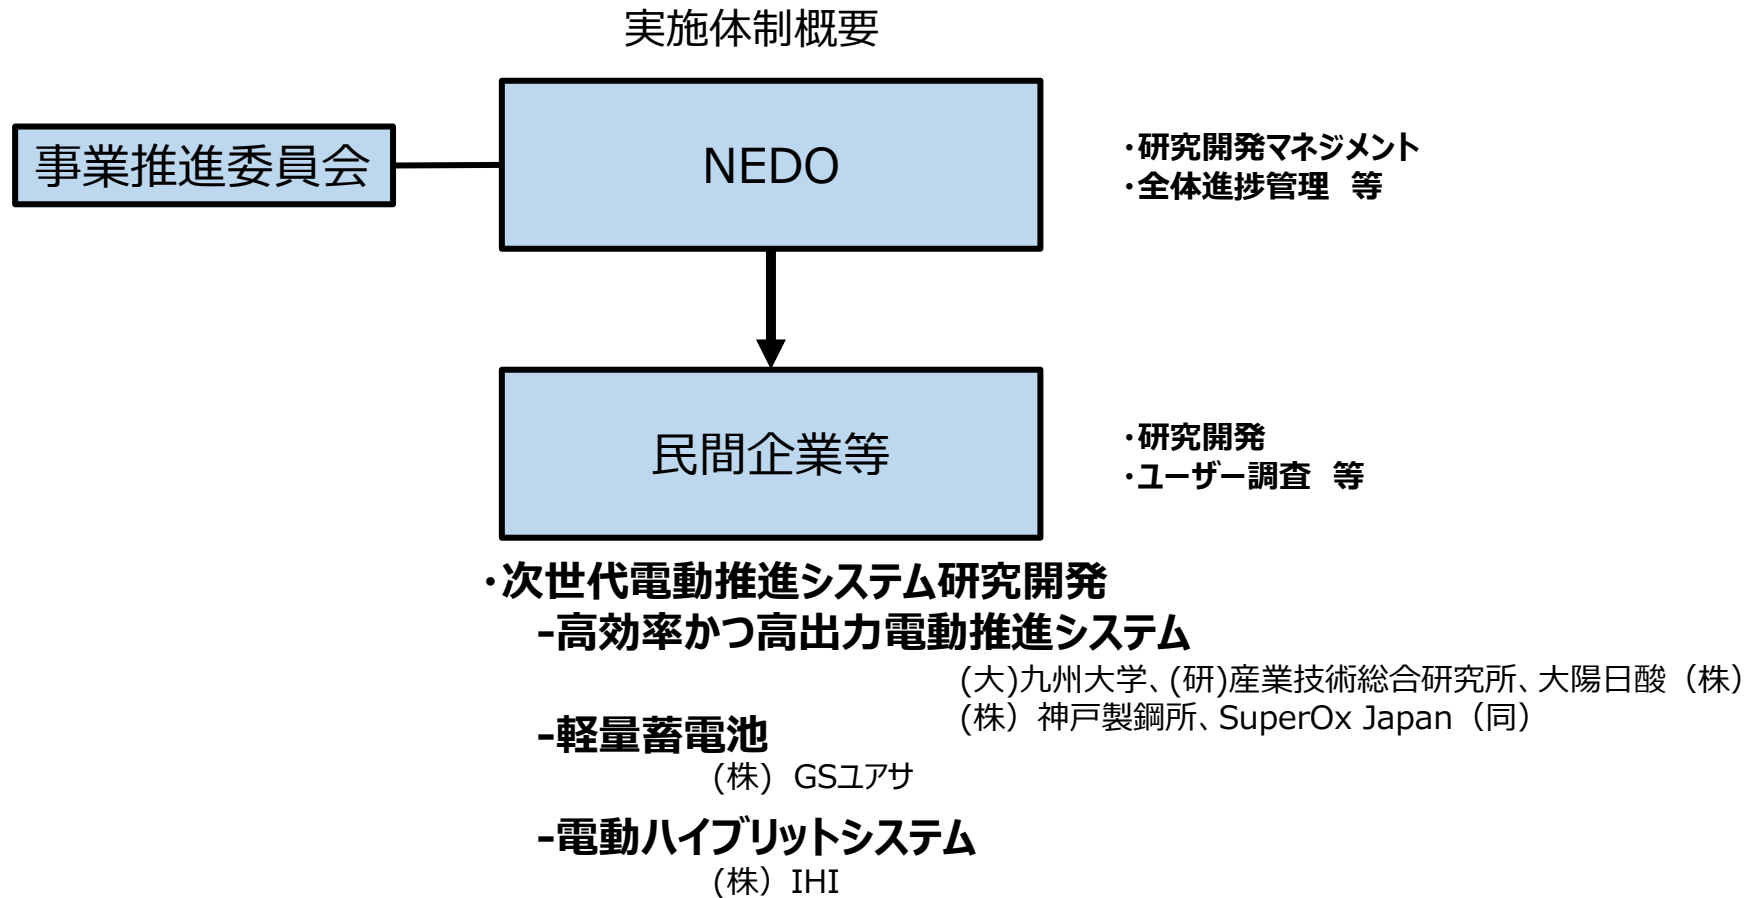 実施体制概要
事業推進委員会
NEDO
・研究開発マネジメント
・全体進捗管理　等
民間企業等
・研究開発
・ユーザー調査　等
・次世代電動推進システム研究開発
-高効率かつ高出力電動推進システム
(大)九州大学、(研)産業技術総合研究所、大陽日酸（株）
(株）神戸製鋼所、SuperOx Japan（同）
-軽量蓄電池
(株）GSユアサ
-電動ハイブリットシステム
(株）IHI